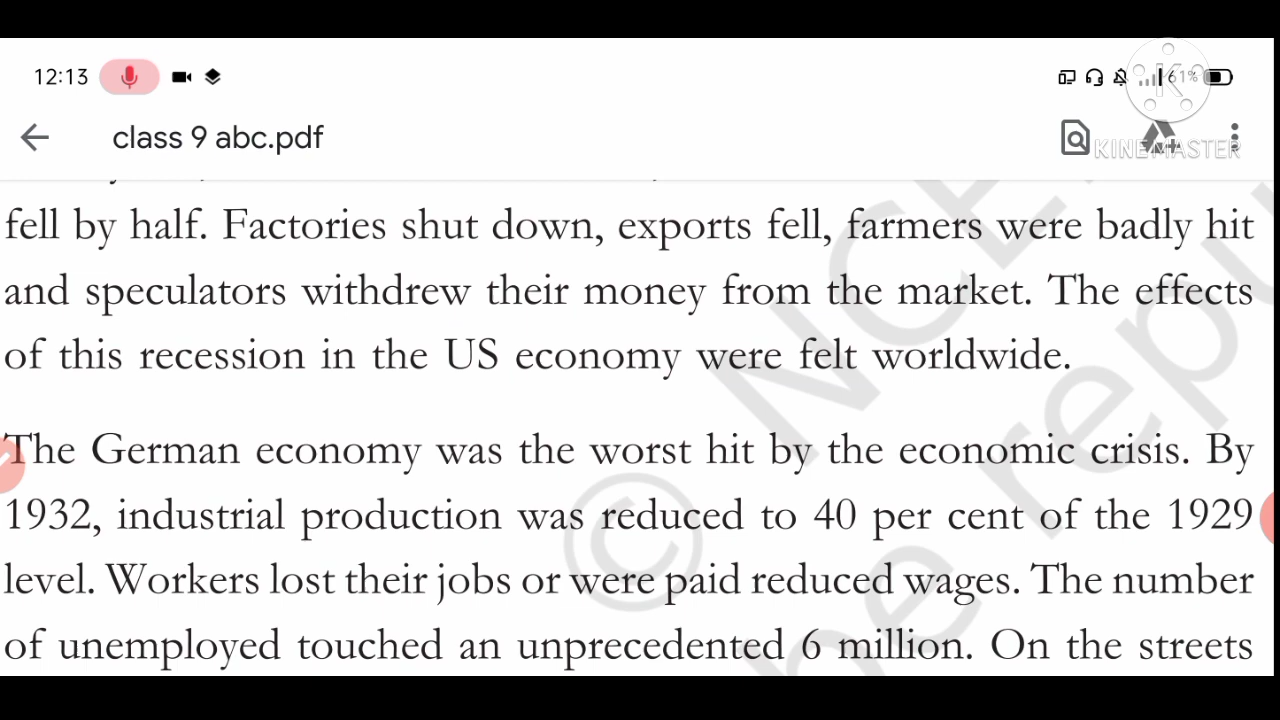 12:13
61%
class 9 abc.pdf
KINEMASTER
fell by half. Factories shut down, exports fell, farmers were badly hit
and speculators withdrew their money from the market. The effects
of this recession in the US economy were felt worldwide.
The German economy was the worst hit by the economic crisis. By
1932, industrial production was reduced to 40 per cent of the 1929
level. Workers lost their jobs or were paid reduced wages. The number
of unemployed touched an unprecedented 6 million. On the streets